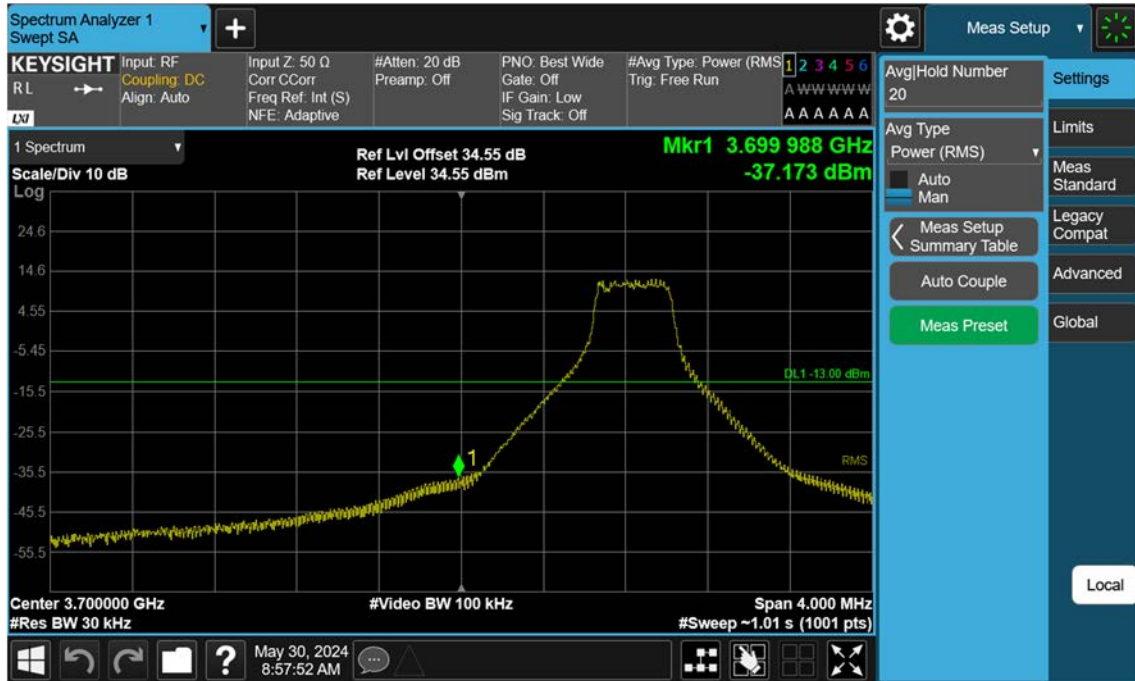 Spectrum Analyzer 1
Swept SA
Meas Setup
KEYSIGHT
R L
LXI
Input: RF
Coupling: DC
Align: Auto
Input Z: 50 Ω
Corr CCorr
Freq Ref: Int (S)
NFE: Adaptive
#Atten: 20 dB
Preamp: Off
PNO: Best Wide
Gate: Off
IF Gain: Low
Sig Track: Off
#Avg Type: Power (RMS)
Trig: Free Run
1 2 3 4 5 6
A W W W W W
A A A A A A
1 Spectrum
Scale/Div 10 dB
Log
Ref Lvl Offset 34.55 dB
Ref Level 34.55 dBm
Mkr1 3.699 988 GHz
-37.173 dBm
24.6
14.6
4.55
-5.45
-15.5
-25.5
-35.5
-45.5
-55.5
DL1 -13.00 dBm
1
RMS
Center 3.700000 GHz
#Res BW 30 kHz
#Video BW 100 kHz
Span 4.000 MHz
#Sweep ~1.01 s (1001 pts)
Avg|Hold Number
20
Avg Type
Power (RMS)
Auto
Man
Meas Setup
Summary Table
Auto Couple
Meas Preset
Settings
Limits
Meas
Standard
Legacy
Compat
Advanced
Global
Local
?
May 30, 2024
8:57:52 AM